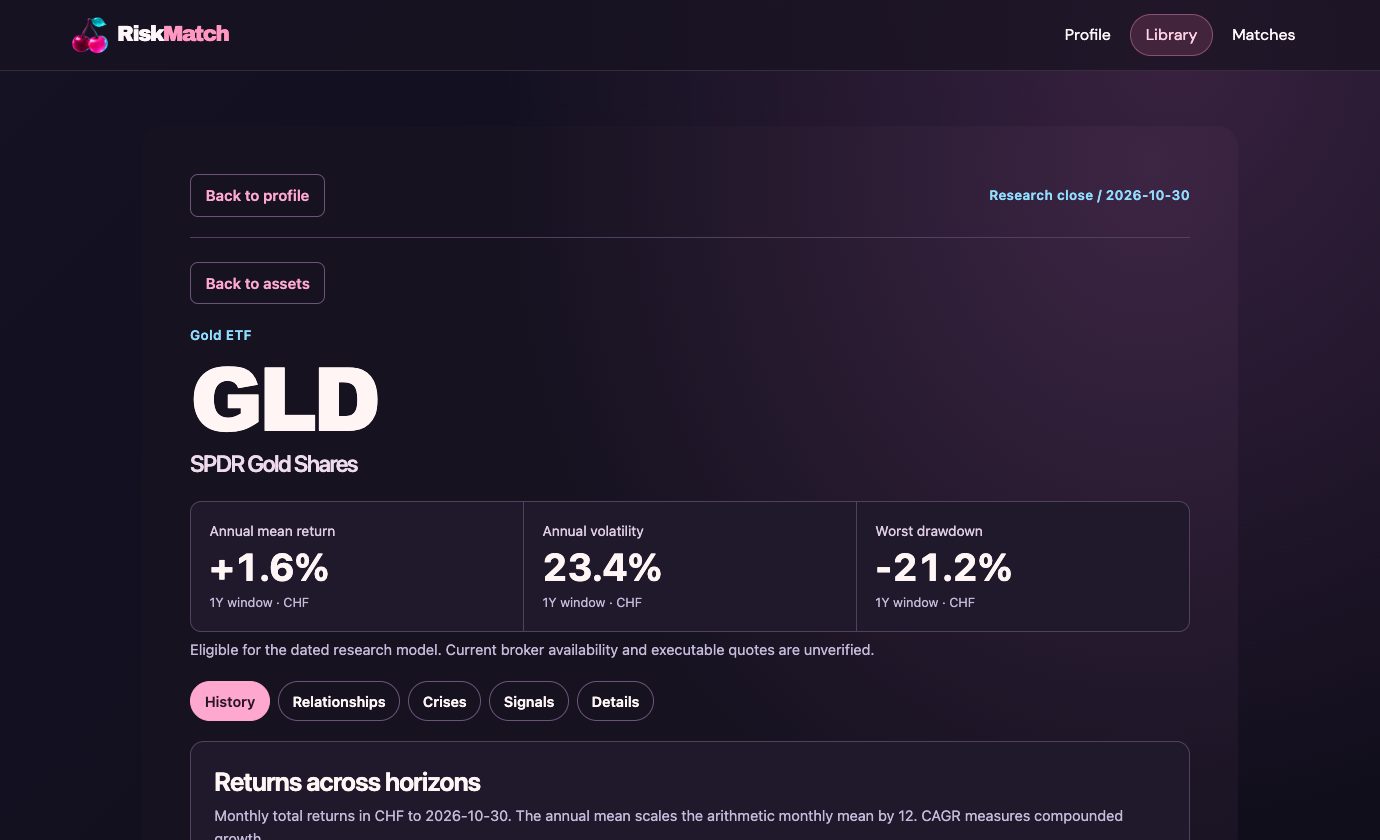 RiskMatch
Profile
Library
Matches
Back to profile
Research close / 2026-10-30
Back to assets
Gold ETF
GLD
SPDR Gold Shares
Annual mean return
+1.6%
1Y window · CHF
Annual volatility
23.4%
1Y window · CHF
Worst drawdown
-21.2%
1Y window · CHF
Eligible for the dated research model. Current broker availability and executable quotes are unverified.
History
Relationships
Crises
Signals
Details
Returns across horizons
Monthly total returns in CHF to 2026-10-30. The annual mean scales the arithmetic monthly mean by 12. CAGR measures compounded
growth.